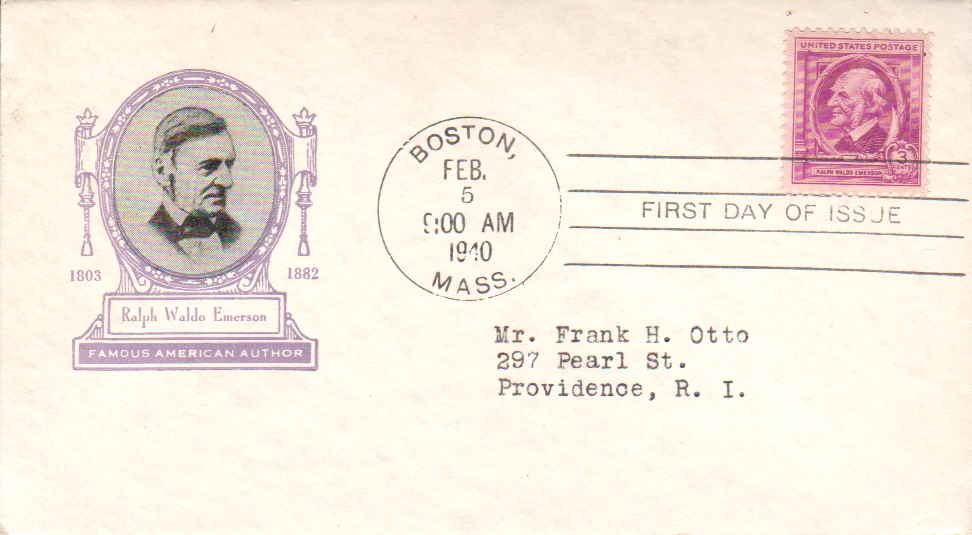 UNITED STATES POSTAGE
3
CENTS
RALPH WALDO EMERSON
BOSTON,
FEB.
5
9:00 AM
1940
MASS.
FIRST DAY OF ISSUE
1803
1882
Ralph Waldo Emerson
FAMOUS AMERICAN AUTHOR
Mr. Frank H. Otto
297 Pearl St.
Providence, R. I.